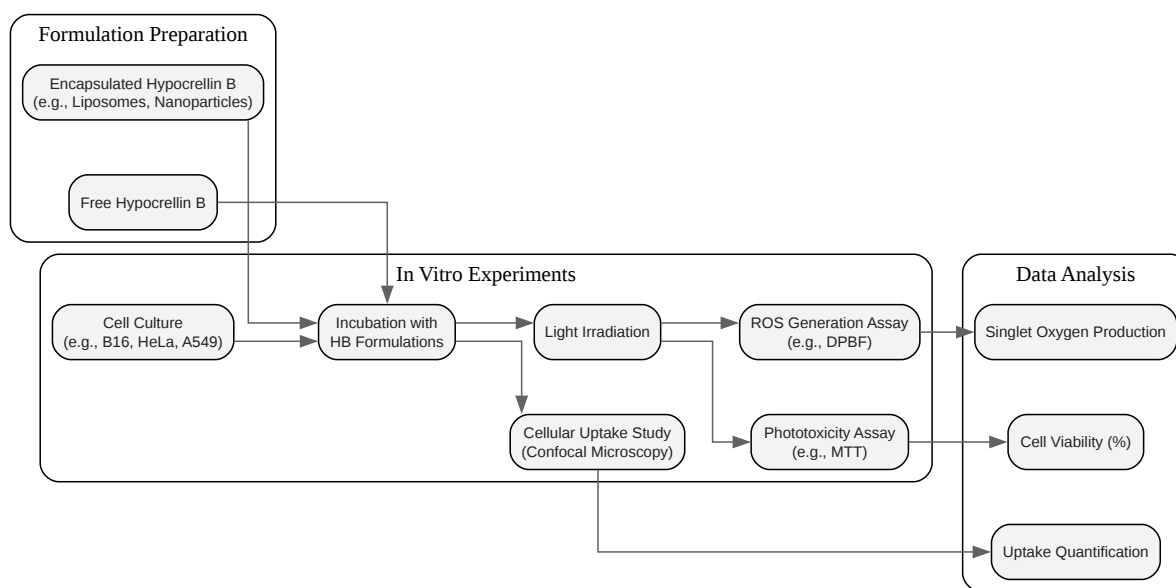 Formulation Preparation
Encapsulated Hypocrellin B
(e.g., Liposomes, Nanoparticles)
Free Hypocrellin B
In Vitro Experiments
Cell Culture
(e.g., B16, HeLa, A549)
Incubation with
HB Formulations
Light Irradiation
ROS Generation Assay
(e.g., DPBF)
Cellular Uptake Study
(Confocal Microscopy)
Phototoxicity Assay
(e.g., MTT)
Data Analysis
Singlet Oxygen Production
Cell Viability (%)
Uptake Quantification